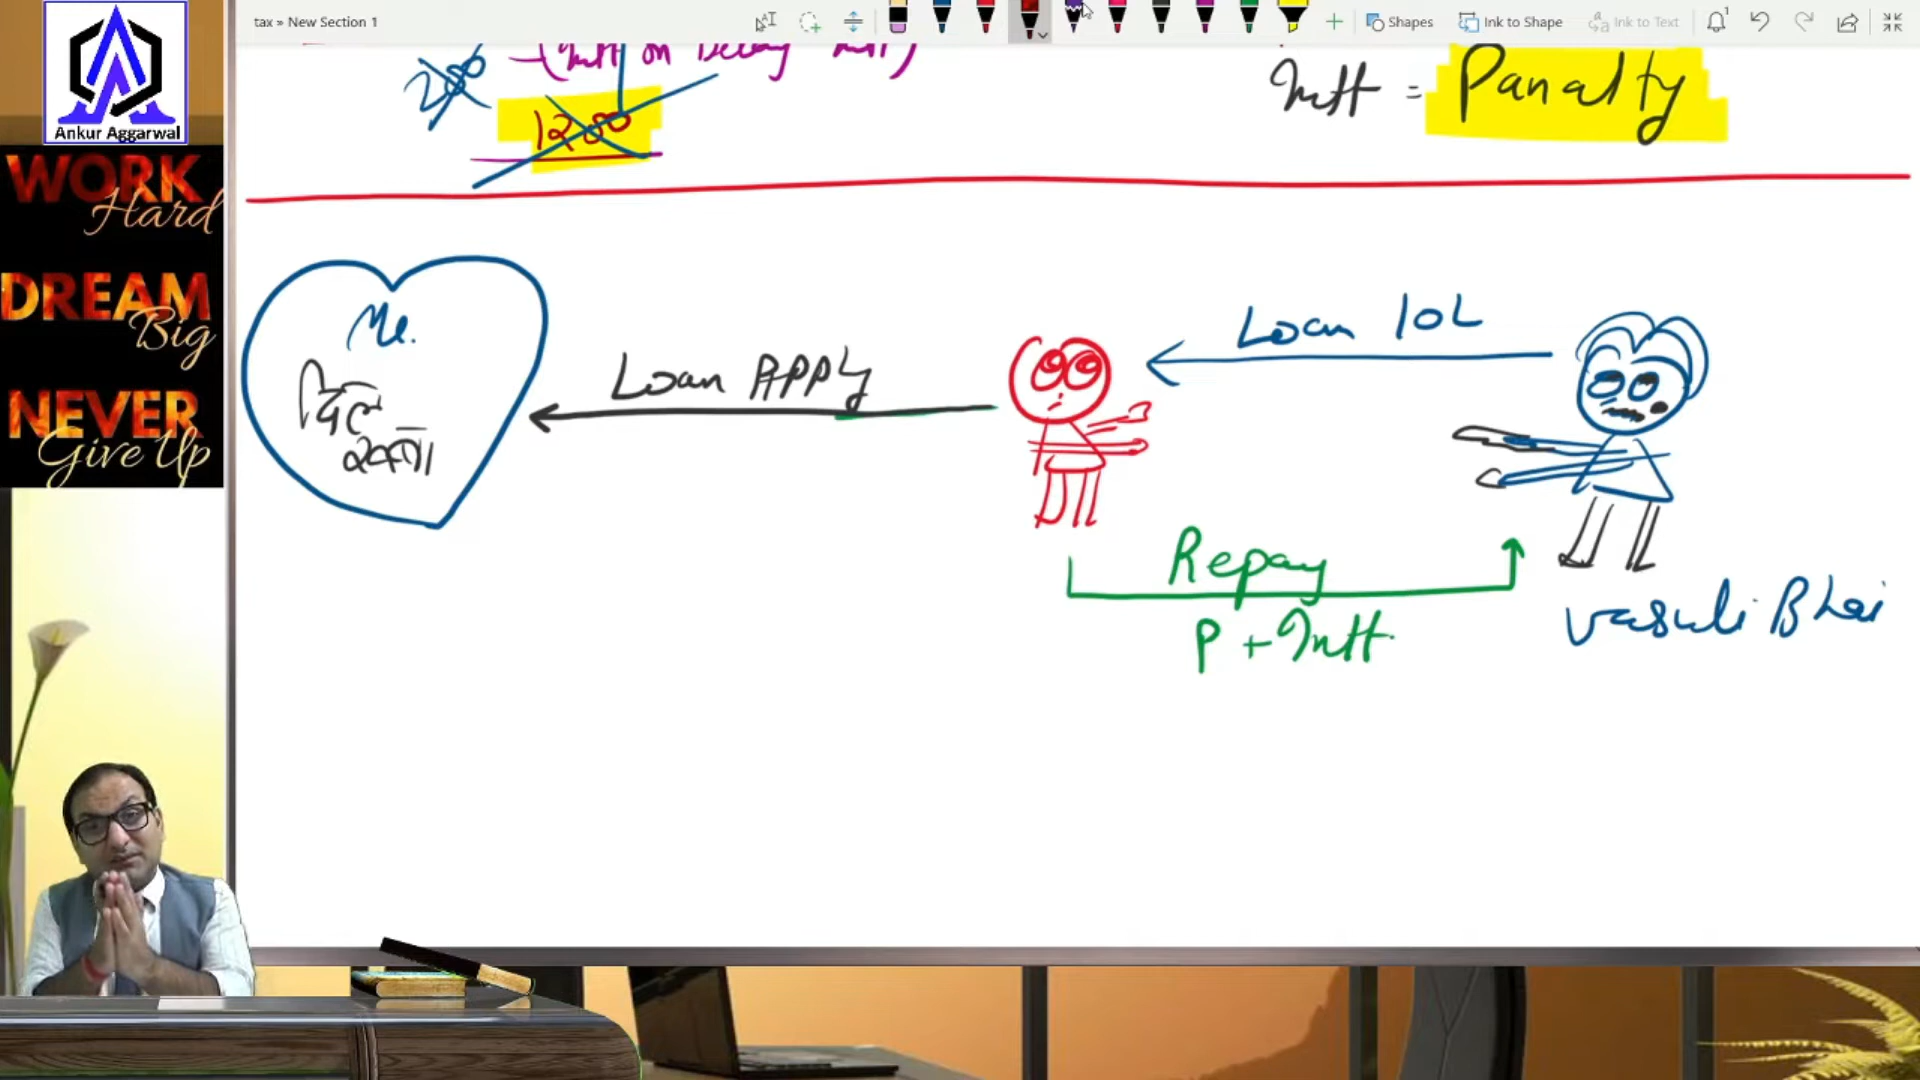 tax » New Section 1
Shapes
Ink to Shape
Ink to Text
Ankur Aggarwal
WORK
Hard
DREAM
Big
NEVER
Give Up
Intt = Panalty
1200
Me.
Loan Apply
Loan 10L
Repay
P + Intt.
vasuli Bhai